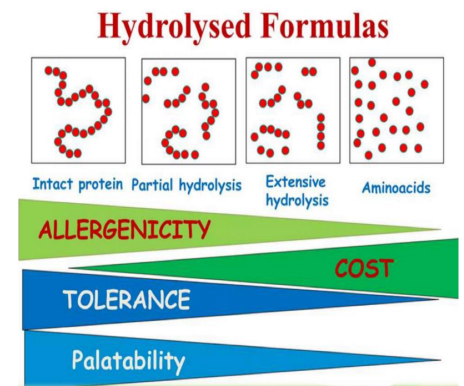 Hydrolysed Formulas
Intact protein Partial hydrolysis Extensive hydrolysis Aminoacids
ALLERGENICITY
COST
TOLERANCE
Palatability